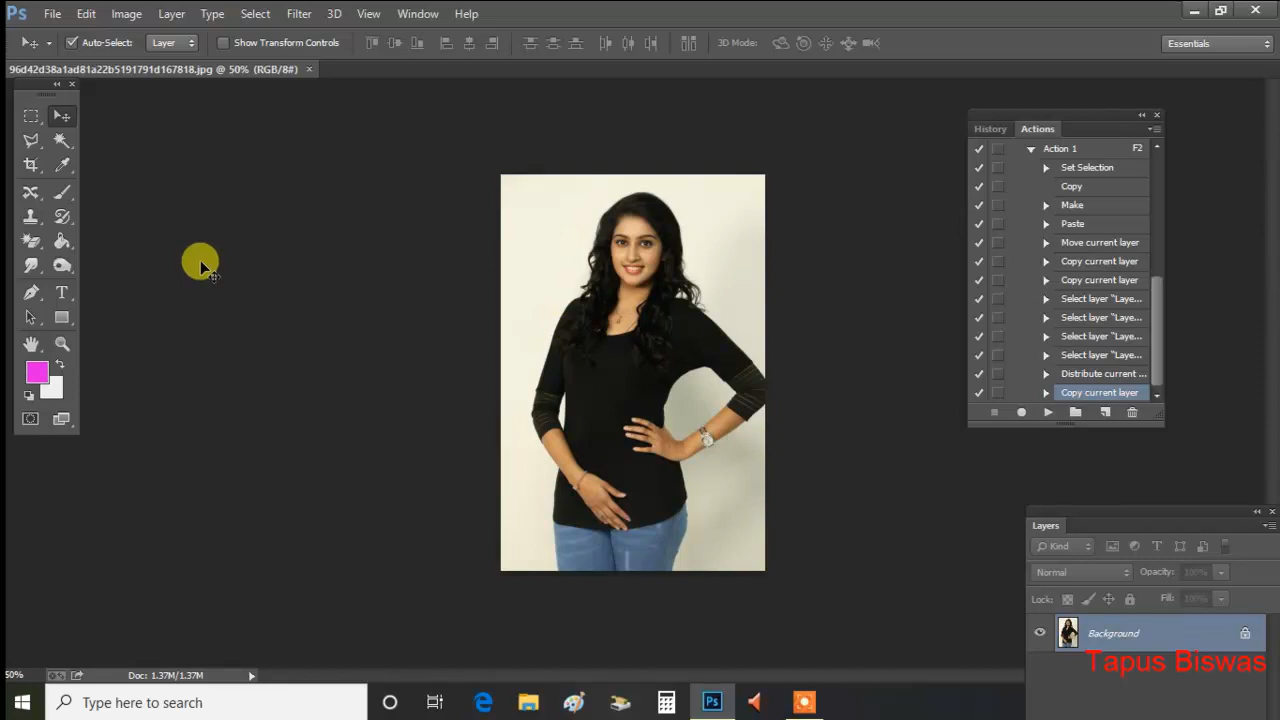 Ps File Edit Image Layer Type Select Filter 3D View Window Help
Auto-Select: Layer Show Transform Controls 3D Mode: Essentials
96d42d38a1ad81a22b5191791d167818.jpg @ 50% (RGB/8#) ×
History Actions
Action 1 F2
Set Selection
Copy
Make
Paste
Move current layer
Copy current layer
Copy current layer
Select layer "Laye...
Select layer "Laye...
Select layer "Laye...
Select layer "Laye...
Distribute current ...
Copy current layer
Layers
Kind
Normal Opacity: 100%
Lock: Fill: 100%
Background
Tapus Biswas
50% Doc: 1.37M/1.37M
Type here to search
Ps